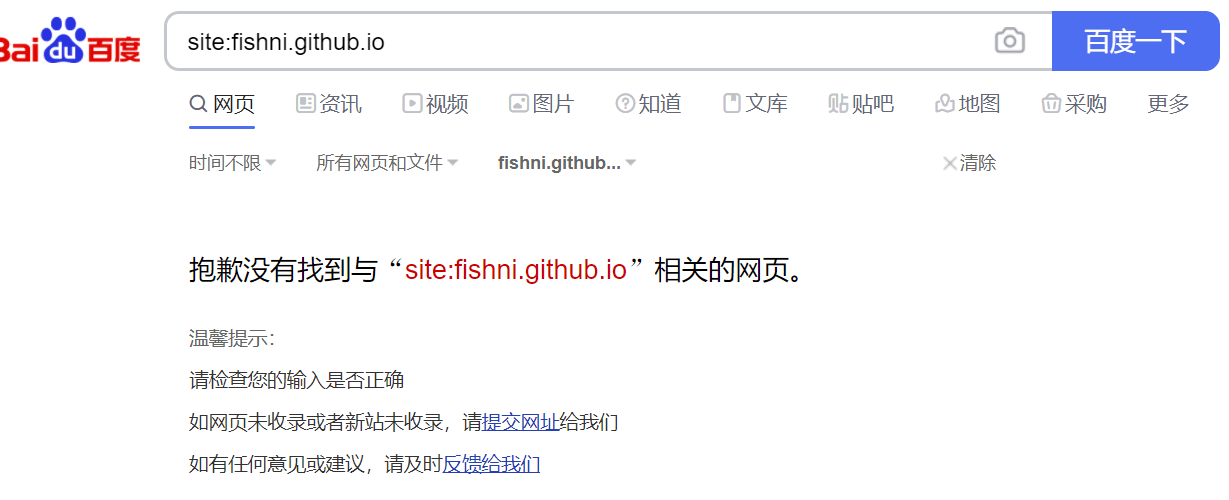 Bai du 百度 site:fishni.github.io 百度一下
网页 资讯 视频 图片 知道 文库 贴吧 地图 采购 更多
时间不限 所有网页和文件 fishni.github... 清除
抱歉没有找到与“site:fishni.github.io”相关的网页。
温馨提示：
请检查您的输入是否正确
如网页未收录或者新站未收录，请提交网址给我们
如有任何意见或建议，请及时反馈给我们